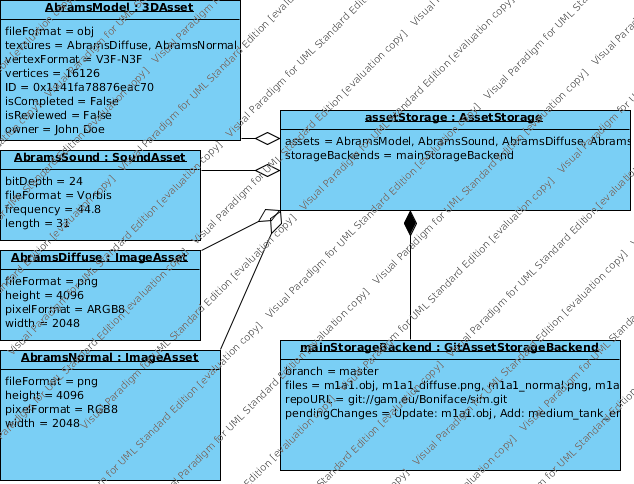 AbramsModel : 3DAsset
fileFormat = obj
textures = AbramsDiffuse, AbramsNormal
vertexFormat = V3F-N3F
vertices = 16126
ID = 0x1141fa78876eac70
isCompleted = False
isReviewed = False
owner = John Doe
AbramsSound : SoundAsset
bitDepth = 24
fileFormat = Vorbis
frequency = 44.8
length = 31
AbramsDiffuse : ImageAsset
fileFormat = png
height = 4096
pixelFormat = ARGB8
width = 2048
AbramsNormal : ImageAsset
fileFormat = png
height = 4096
pixelFormat = RGB8
width = 2048
assetStorage : AssetStorage
assets = AbramsModel, AbramsSound, AbramsDiffuse, Abrams
storageBackends = mainStorageBackend
mainStorageBackend : GitAssetStorageBackend
branch = master
files = m1a1.obj, m1a1_diffuse.png, m1a1_normal.png, m1a
repoURL = git://gam.eu/Boniface/sim.git
pendingChanges = Update: m1a1.obj, Add: medium_tank_en
Visual Paradigm for UML Standard Edition [evaluation copy]